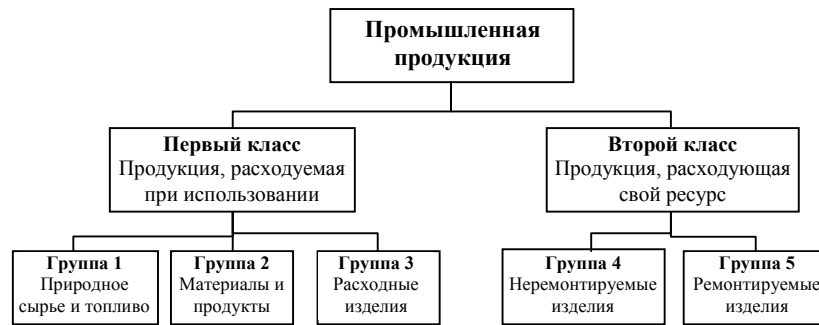 Промышленная
продукция
Первый класс
Продукция, расходуемая
при использовании
Второй класс
Продукция, расходующая
свой ресурс
Группа 1
Природное
сырье и топливо
Группа 2
Материалы и
продукты
Группа 3
Расходные
изделия
Группа 4
Неремонтируемые
изделия
Группа 5
Ремонтируемые
изделия